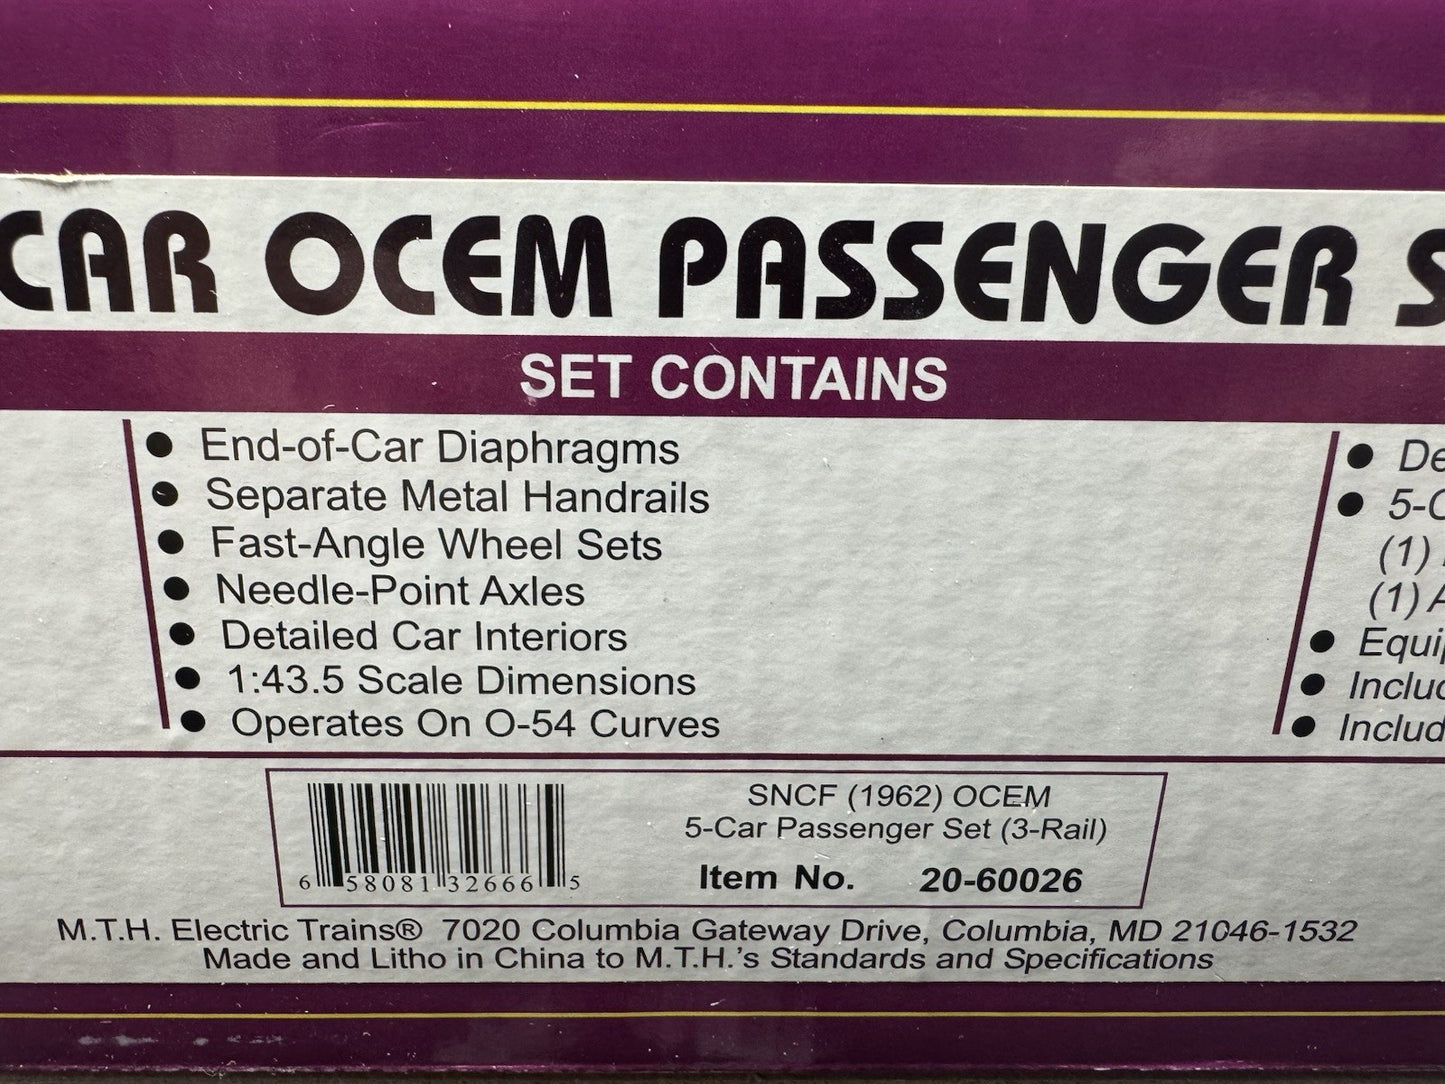 CAR OCEM PASSENGER
SET CONTAINS
● End-of-Car Diaphragms
● Separate Metal Handrails
● Fast-Angle Wheel Sets
● Needle-Point Axles
● Detailed Car Interiors
● 1:43.5 Scale Dimensions
● Operates On O-54 Curves
●
● 5-
(1)
(1)
●
●
●
SNCF (1962) OCEM
5-Car Passenger Set (3-Rail)
Item No. 20-60026
6 58081 32666 5
M.T.H. Electric Trains® 7020 Columbia Gateway Drive, Columbia, MD 21046-1532
Made and Litho in China to M.T.H.'s Standards and Specifications